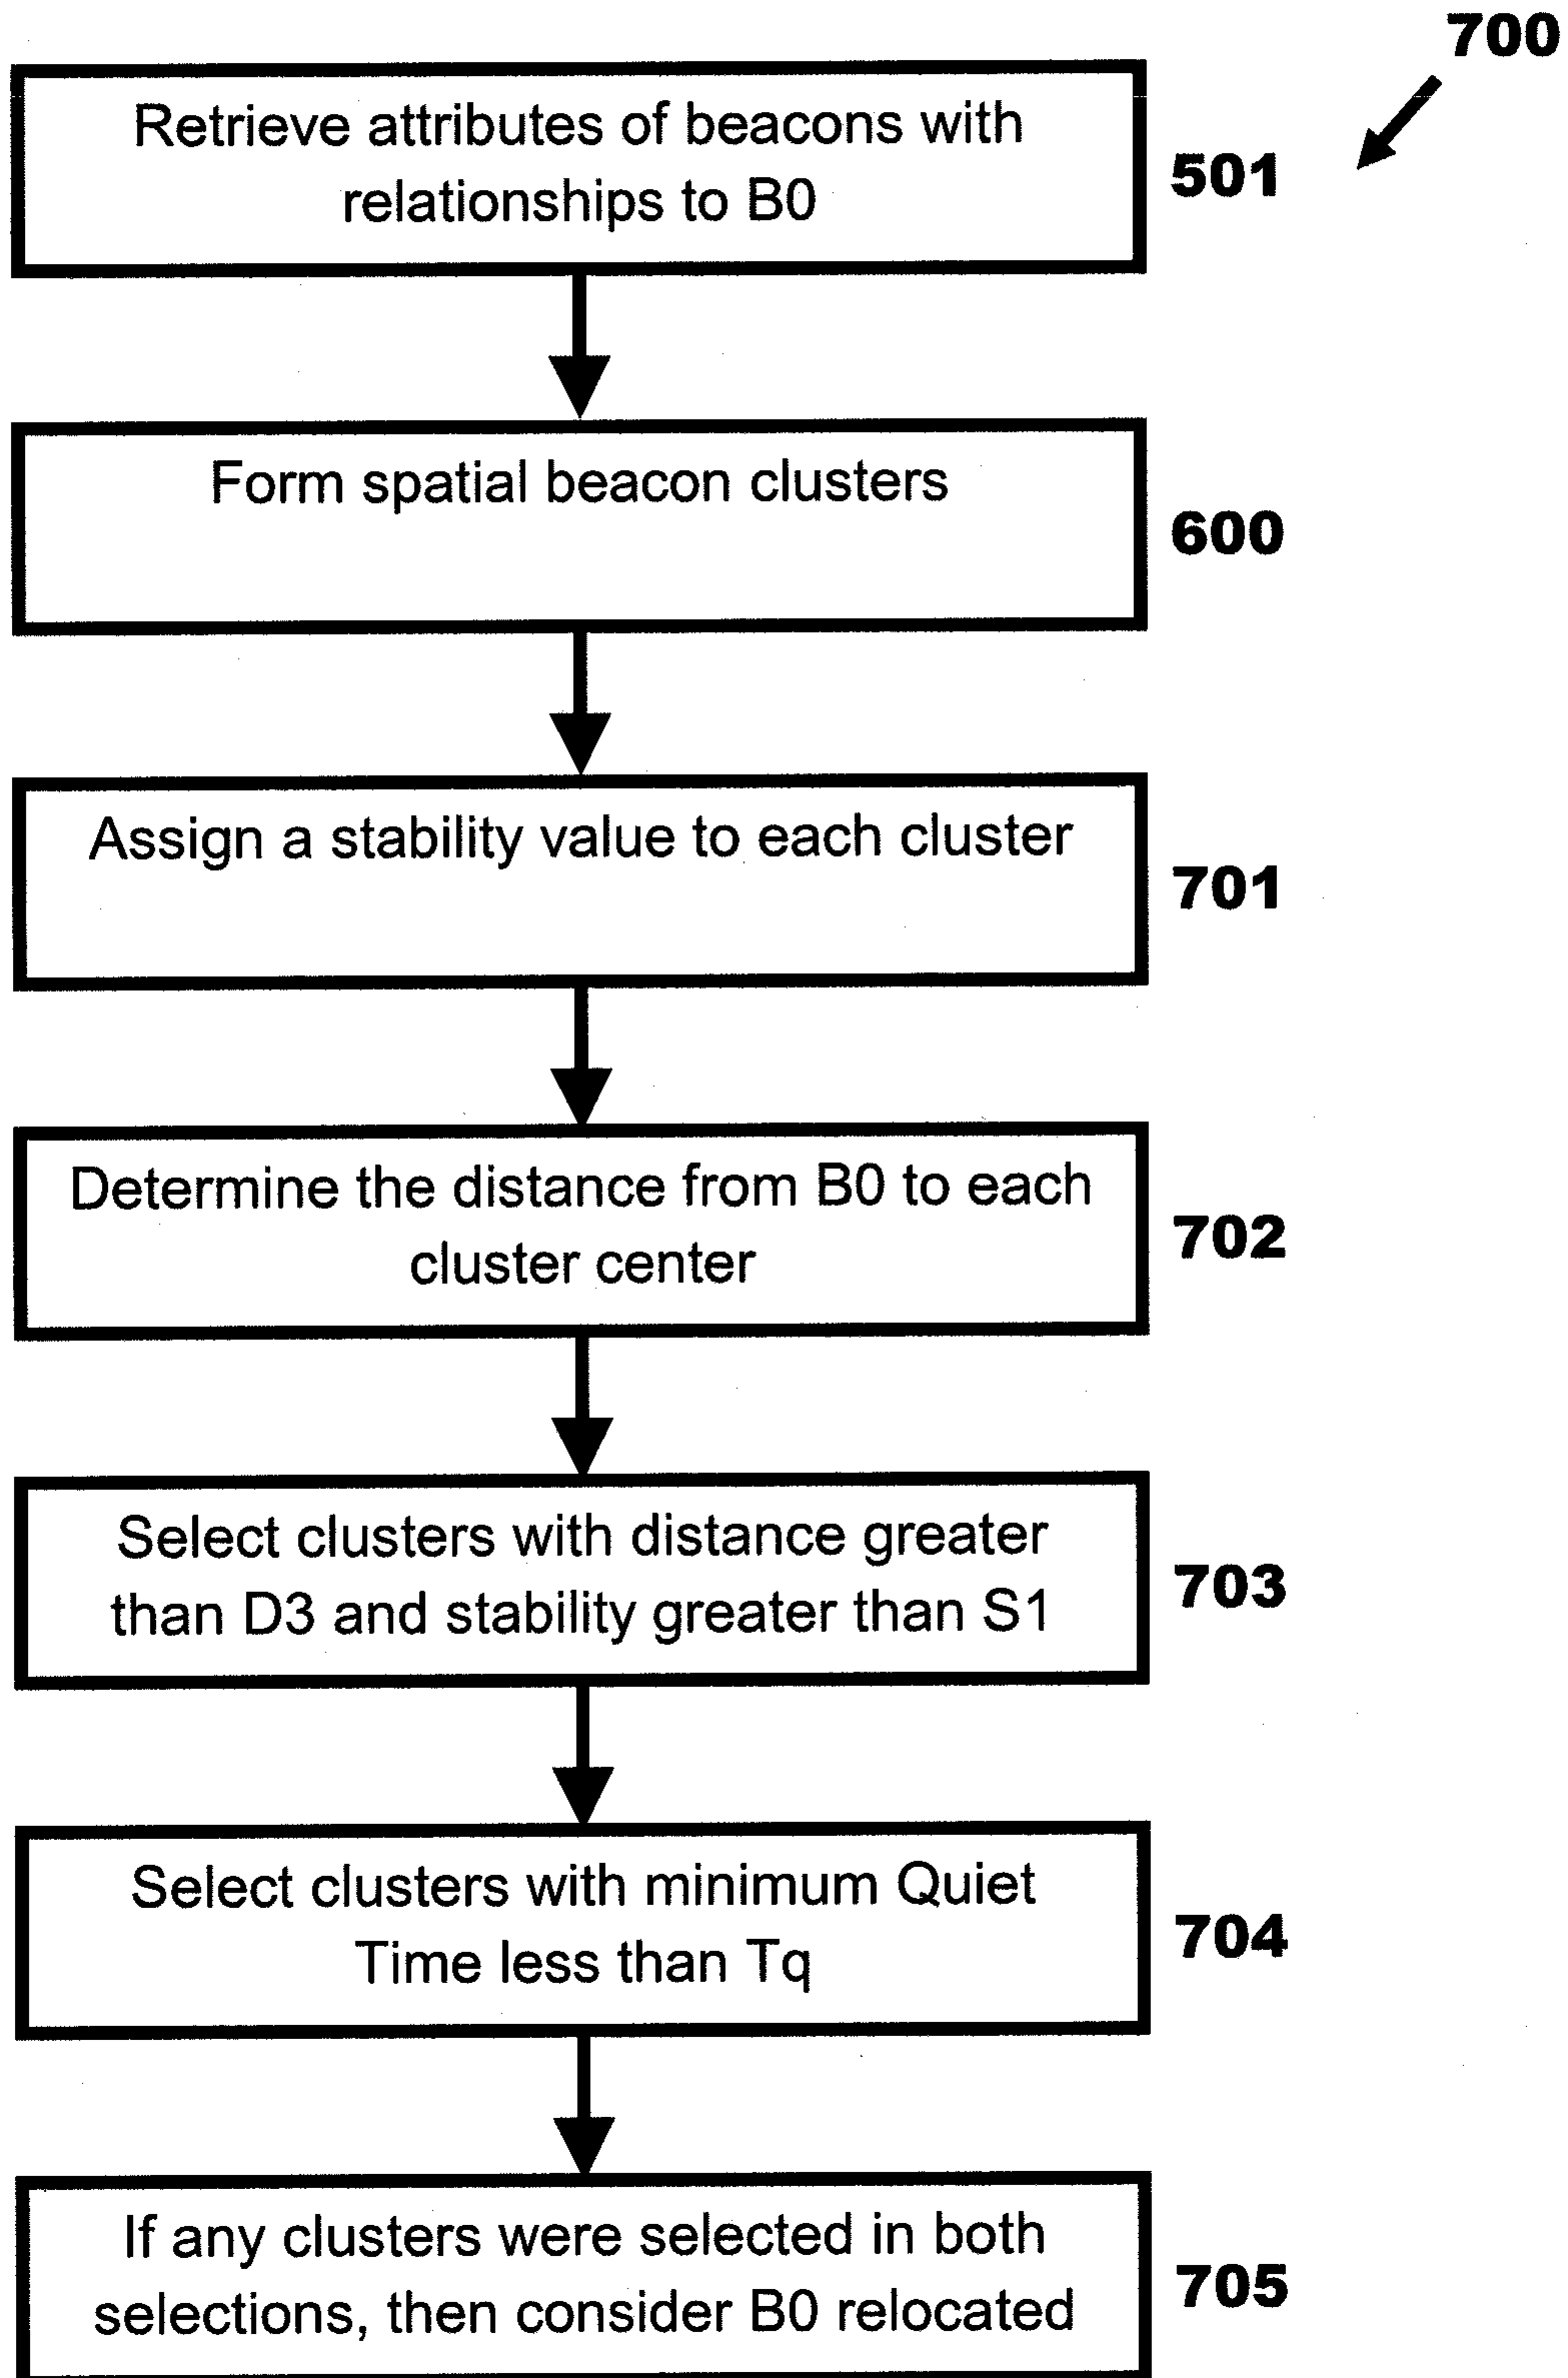 700
Retrieve attributes of beacons with
relationships to B0
501
Form spatial beacon clusters
600
Assign a stability value to each cluster
701
Determine the distance from B0 to each
cluster center
702
Select clusters with distance greater
than D3 and stability greater than S1
703
Select clusters with minimum Quiet
Time less than Tq
704
If any clusters were selected in both
selections, then consider B0 relocated
705